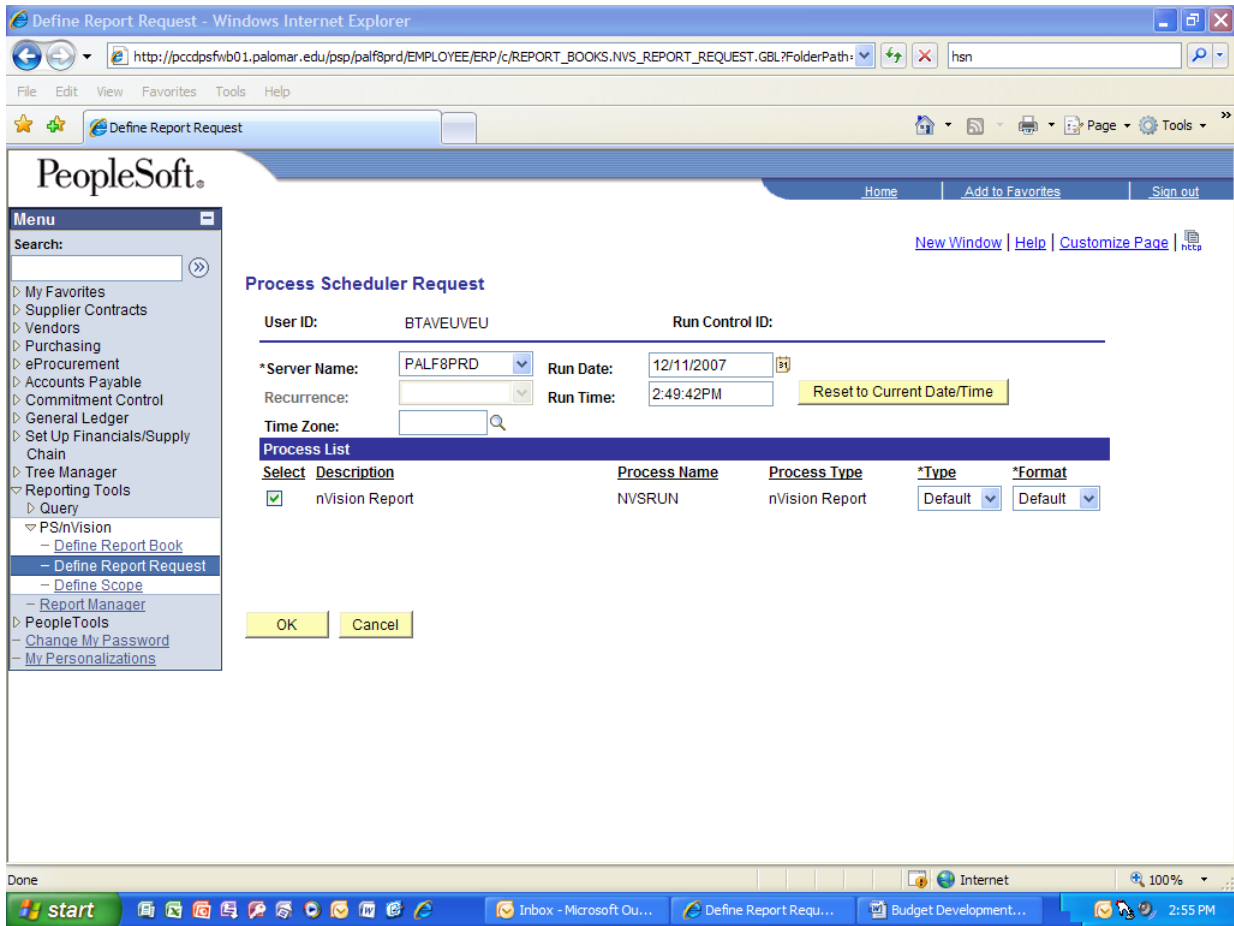 Define Report Request - Windows Internet Explorer
http://pccdpsfwb01.palomar.edu/psp/palf8prd/EMPLOYEE/ERP/c/REPORT_BOOKS.NVS_REPORT_REQUEST.GBL?FolderPath=
hsn
File Edit View Favorites Tools Help
Define Report Request
Page Tools
PeopleSoft.
Home Add to Favorites Sign out
Menu
New Window | Help | Customize Page | http
Search:
My Favorites
Supplier Contracts
Vendors
Purchasing
eProcurement
Accounts Payable
Commitment Control
General Ledger
Set Up Financials/Supply
Chain
Tree Manager
Reporting Tools
Query
PS/nVision
– Define Report Book
– Define Report Request
– Define Scope
– Report Manager
PeopleTools
– Change My Password
– My Personalizations
Process Scheduler Request
User ID: BTAVEUVEU Run Control ID:
*Server Name: PALF8PRD Run Date: 12/11/2007 31
Recurrence: Run Time: 2:49:42PM Reset to Current Date/Time
Time Zone:
Process List
Select Description Process Name Process Type *Type *Format
nVision Report NVSRUN nVision Report Default Default
OK Cancel
Done Internet 100%
start Inbox - Microsoft Ou... Define Report Requ... Budget Development... 2:55 PM